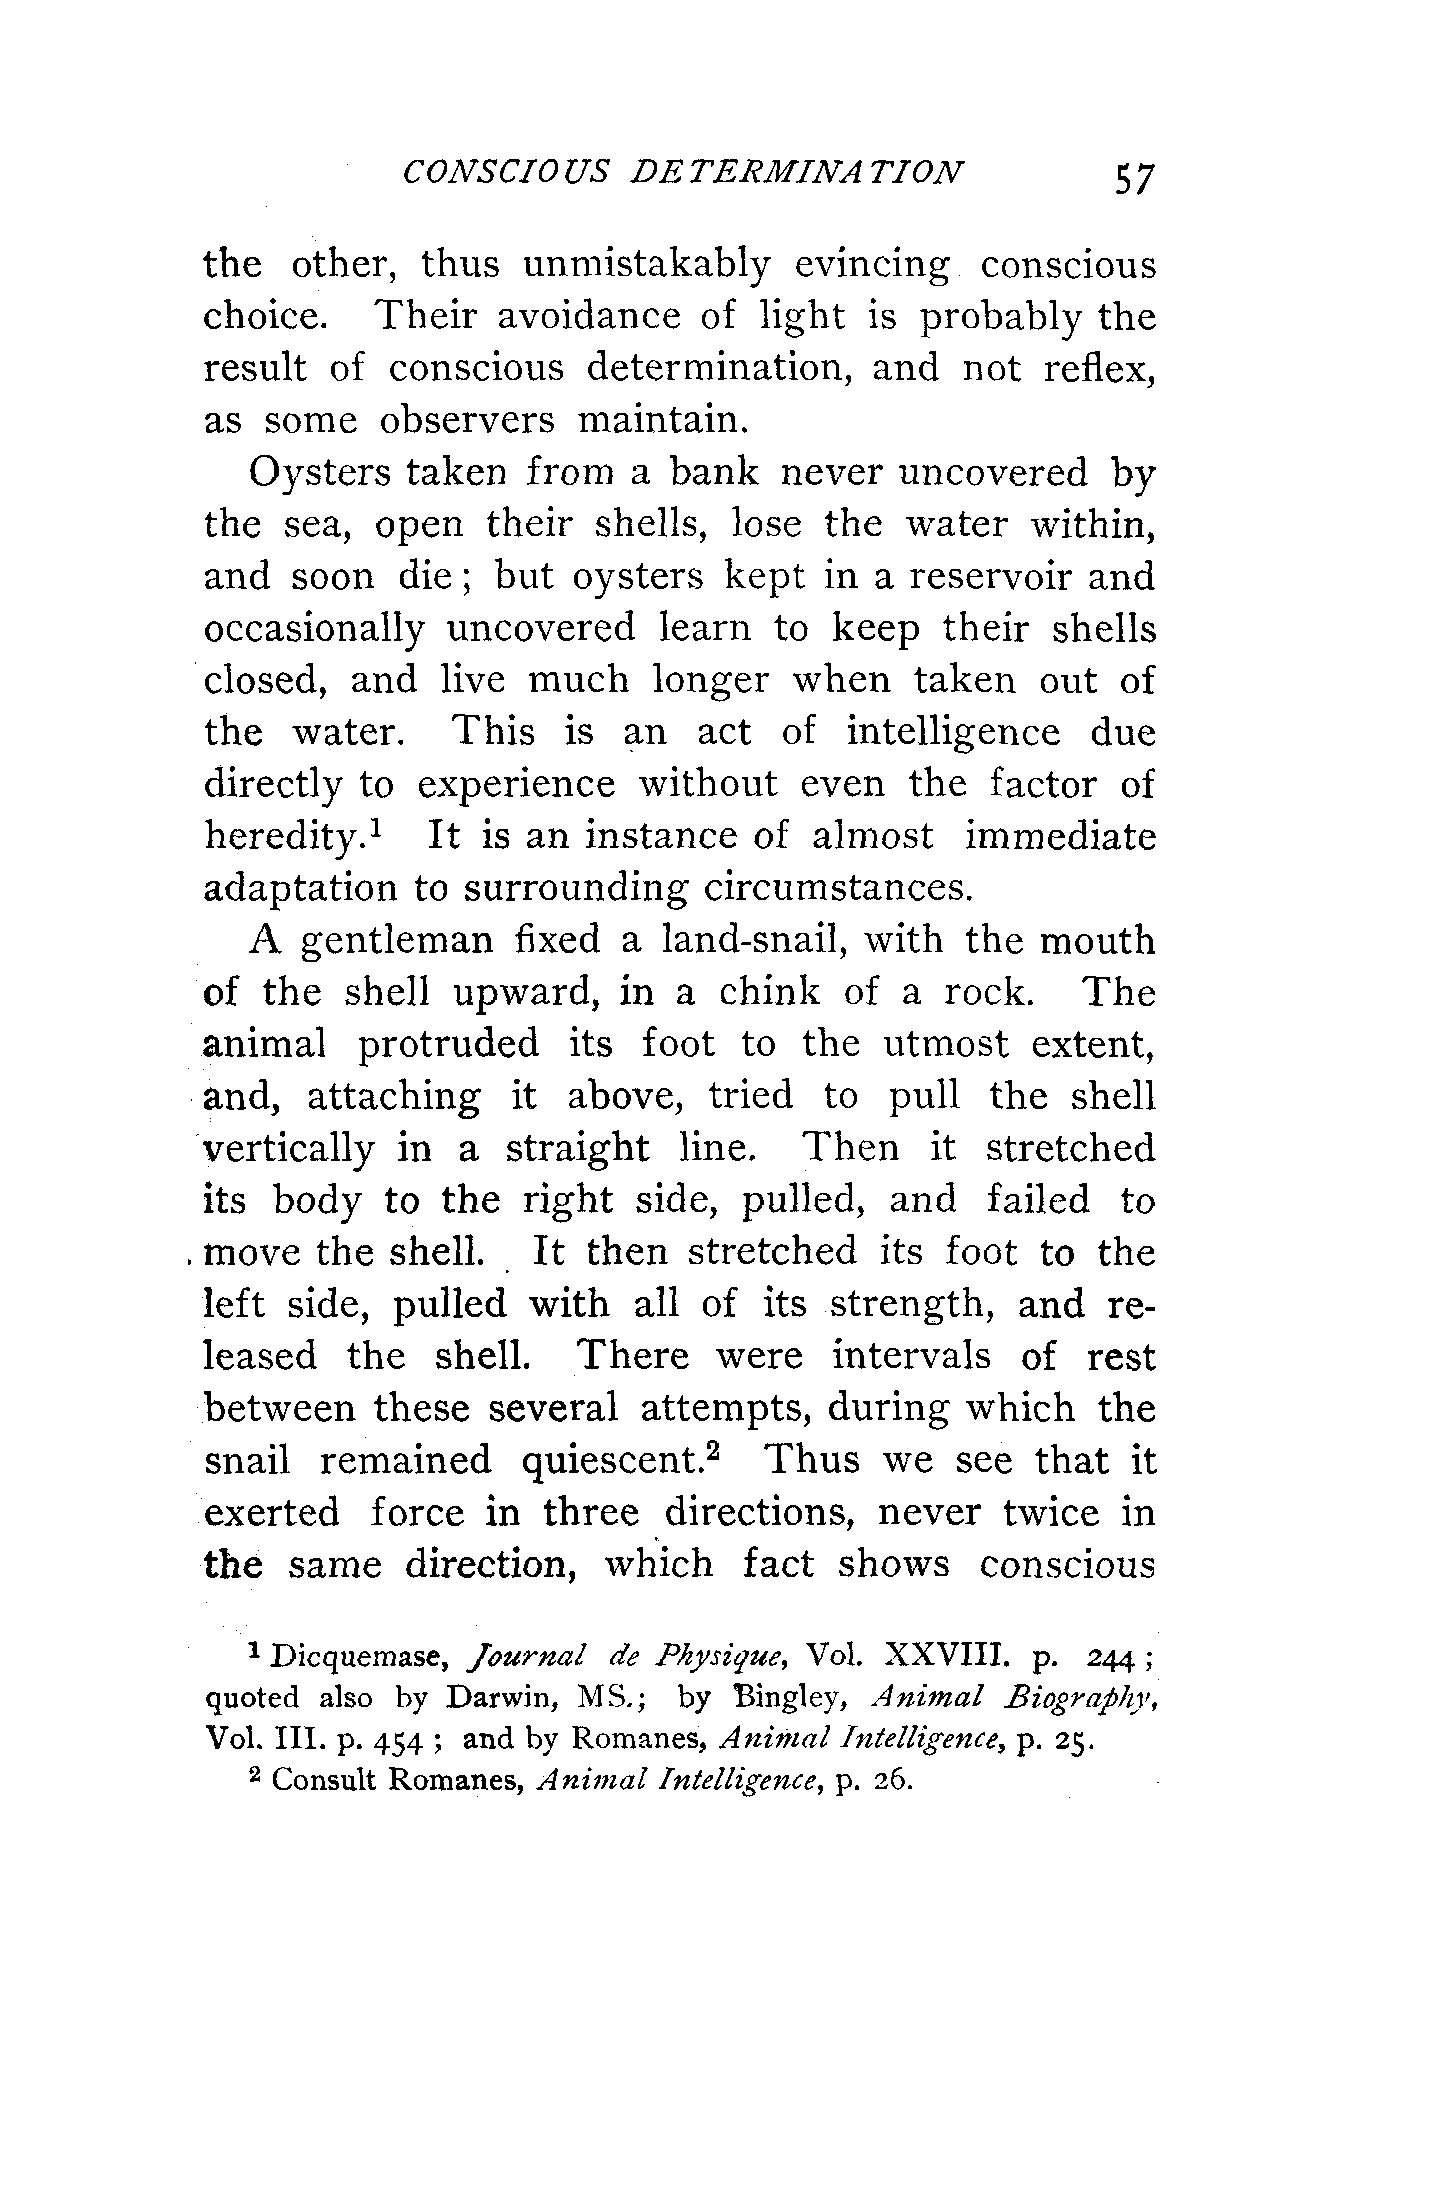 CONSCIOUS DETERMINATION 57
the other, thus unmistakably evincing conscious
choice. Their avoidance of light is probably the
result of conscious determination, and not reflex,
as some observers maintain.
Oysters taken from a bank never uncovered by
the sea, open their shells, lose the water within,
and soon die; but oysters kept in a reservoir and
occasionally uncovered learn to keep their shells
closed, and live much longer when taken out of
the water. This is an act of intelligence due
directly to experience without even the factor of
heredity.¹ It is an instance of almost immediate
adaptation to surrounding circumstances.
A gentleman fixed a land-snail, with the mouth
of the shell upward, in a chink of a rock. The
animal protruded its foot to the utmost extent,
and, attaching it above, tried to pull the shell
vertically in a straight line. Then it stretched
its body to the right side, pulled, and failed to
move the shell. It then stretched its foot to the
left side, pulled with all of its strength, and re-
leased the shell. There were intervals of rest
between these several attempts, during which the
snail remained quiescent.² Thus we see that it
exerted force in three directions, never twice in
the same direction, which fact shows conscious
¹ Dicquemase, Journal de Physique, Vol. XXVIII. p. 244;
quoted also by Darwin, MS.; by Bingley, Animal Biography,
Vol. III. p. 454; and by Romanes, Animal Intelligence, p. 25.
² Consult Romanes, Animal Intelligence, p. 26.